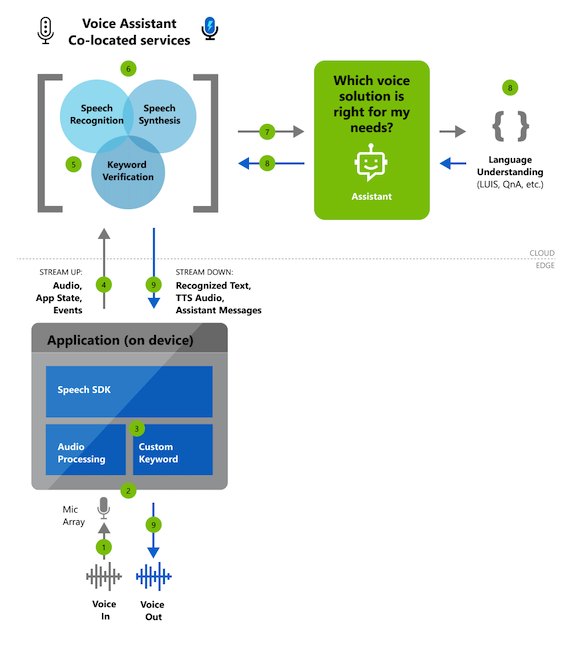 Voice Assistant
Co-located services
6
Speech
Recognition
Speech
Synthesis
5
Keyword
Verification
7
8
Which voice
solution is
right for my
needs?
Assistant
8
{ }
Language
Understanding
(LUIS, QnA, etc.)
CLOUD
EDGE
STREAM UP:
Audio,
App State,
Events
4
9
STREAM DOWN:
Recognized Text,
TTS Audio,
Assistant Messages
Application (on device)
Speech SDK
3
Audio
Processing
Custom
Keyword
2
Mic
Array
9
1
Voice
In
Voice
Out